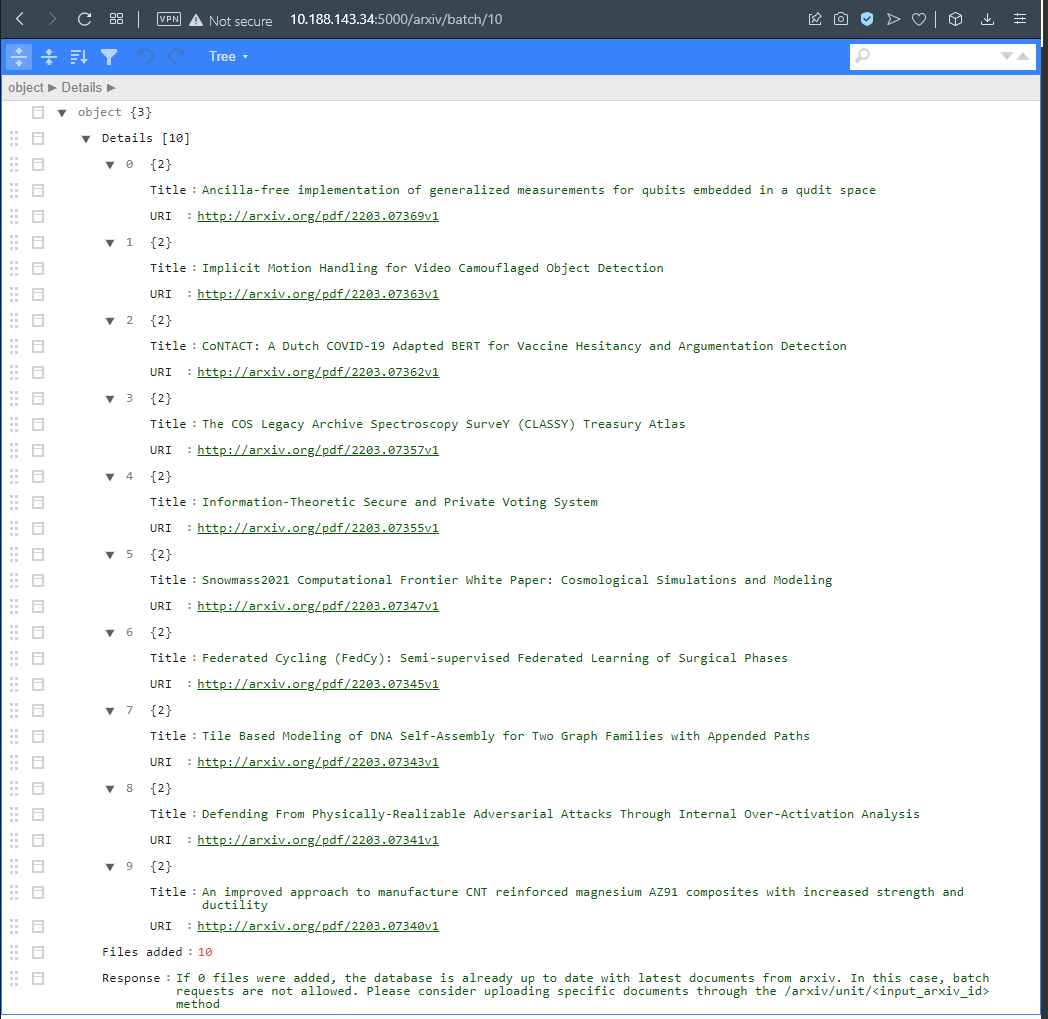 VPN Not secure 10.188.143.34:5000/arxiv/batch/10
Tree
object ▶ Details ▶
object {3}
Details [10]
0 {2}
Title : Ancilla-free implementation of generalized measurements for qubits embedded in a qudit space
URI : http://arxiv.org/pdf/2203.07369v1
1 {2}
Title : Implicit Motion Handling for Video Camouflaged Object Detection
URI : http://arxiv.org/pdf/2203.07363v1
2 {2}
Title : CoNTACT: A Dutch COVID-19 Adapted BERT for Vaccine Hesitancy and Argumentation Detection
URI : http://arxiv.org/pdf/2203.07362v1
3 {2}
Title : The COS Legacy Archive Spectroscopy SurveY (CLASSY) Treasury Atlas
URI : http://arxiv.org/pdf/2203.07357v1
4 {2}
Title : Information-Theoretic Secure and Private Voting System
URI : http://arxiv.org/pdf/2203.07355v1
5 {2}
Title : Snowmass2021 Computational Frontier White Paper: Cosmological Simulations and Modeling
URI : http://arxiv.org/pdf/2203.07347v1
6 {2}
Title : Federated Cycling (FedCy): Semi-supervised Federated Learning of Surgical Phases
URI : http://arxiv.org/pdf/2203.07345v1
7 {2}
Title : Tile Based Modeling of DNA Self-Assembly for Two Graph Families with Appended Paths
URI : http://arxiv.org/pdf/2203.07343v1
8 {2}
Title : Defending From Physically-Realizable Adversarial Attacks Through Internal Over-Activation Analysis
URI : http://arxiv.org/pdf/2203.07341v1
9 {2}
Title : An improved approach to manufacture CNT reinforced magnesium AZ91 composites with increased strength and
ductility
URI : http://arxiv.org/pdf/2203.07340v1
Files added : 10
Response : If 0 files were added, the database is already up to date with latest documents from arxiv. In this case, batch
requests are not allowed. Please consider uploading specific documents through the /arxiv/unit/<input_arxiv_id>
method